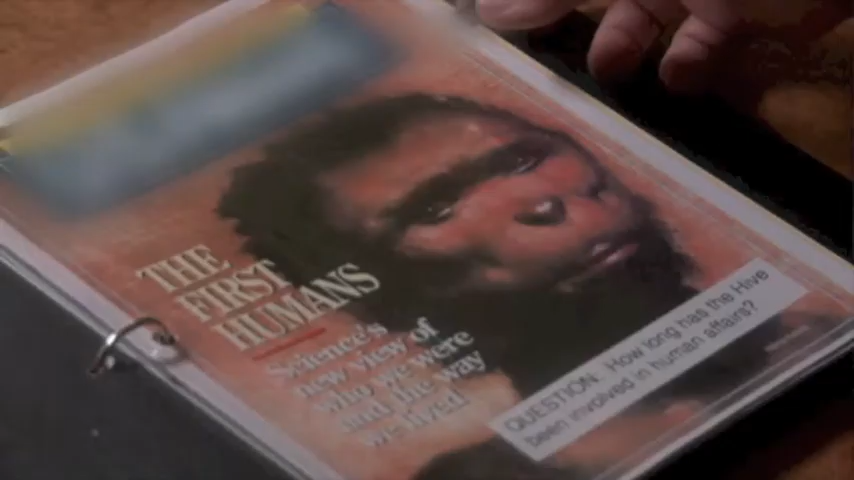 THE
FIRST
HUMANS
Science's
new view of
who we were
and the way
we lived
QUESTION: How long has the Hive
been involved in human affairs?